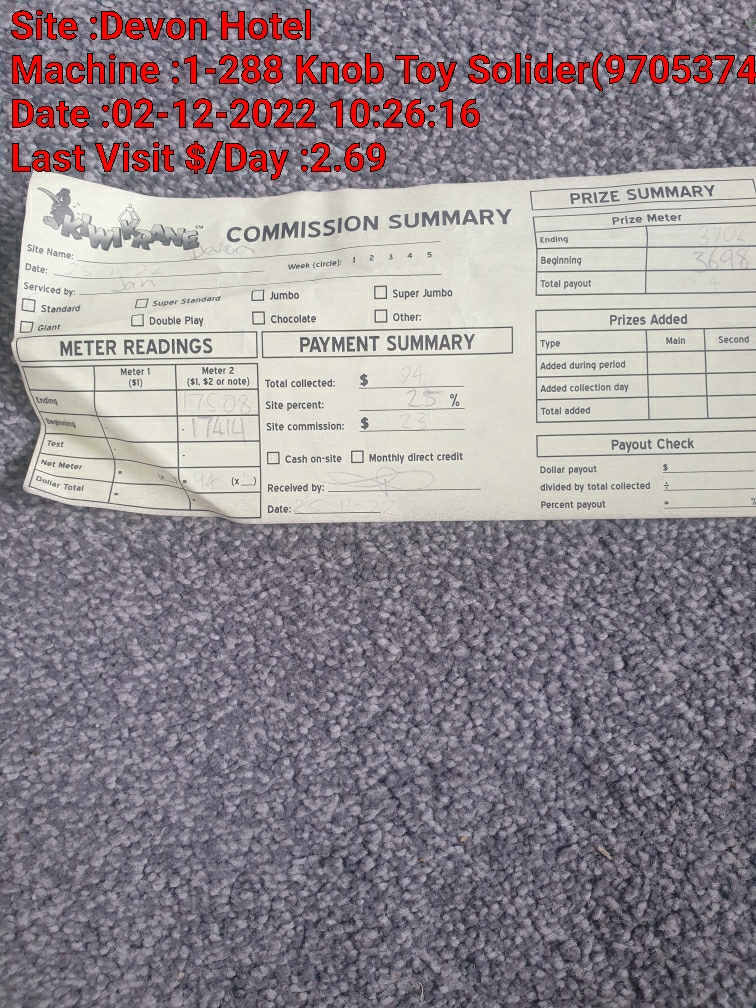 Site :Devon Hotel
Machine :1-288 Knob Toy Solider(9705374
Date :02-12-2022 10:26:16
Last Visit $/Day :2.69
KIWIKRANE™
COMMISSION SUMMARY
Site Name: Devon
Date:
Week (circle): 1 2 3 4 5
Serviced by: Jan
Standard
Super Standard
Jumbo
Super Jumbo
Giant
Double Play
Chocolate
Other:
METER READINGS
Meter 1 ($1)
Meter 2 ($1, $2 or note)
Ending 17508
Beginning 17414
Test - -
Net Meter = (x ) = 94 (x )
Dollar Total = =
PAYMENT SUMMARY
Total collected: $ 94
Site percent: 25 %
Site commission: $ 23
Cash on-site
Monthly direct credit
Received by:
Date:
PRIZE SUMMARY
Prize Meter
Ending 3702
Beginning 3698
Total payout 4
Prizes Added
Type Main Second
Added during period
Added collection day
Total added
Payout Check
Dollar payout $
divided by total collected ÷
Percent payout = %